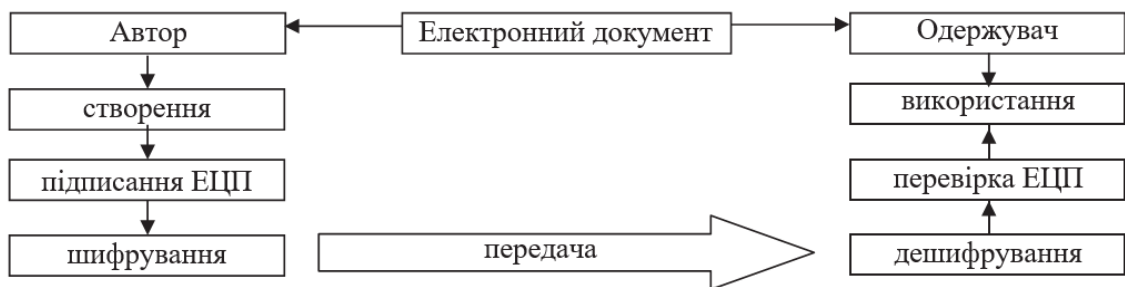 Автор
Електронний документ
Одержувач
створення
використання
підписання ЕЦП
перевірка ЕЦП
шифрування
передача
дешифрування